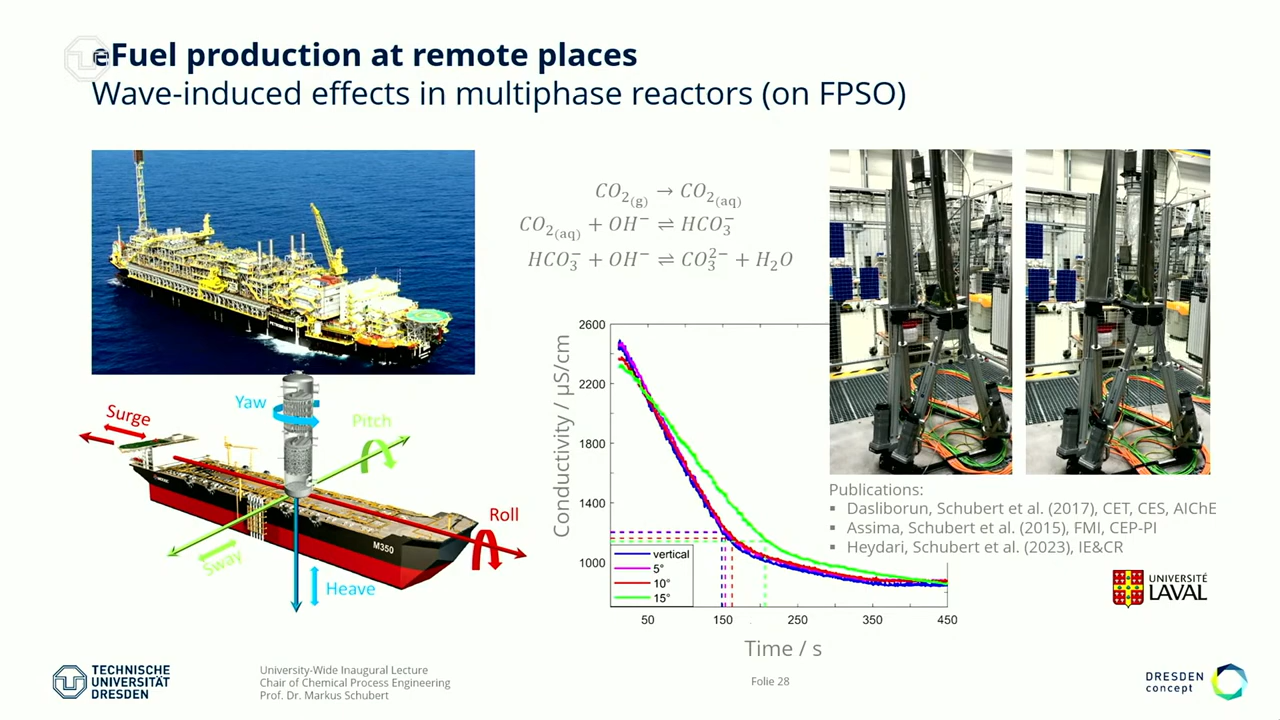 eFuel production at remote places
Wave-induced effects in multiphase reactors (on FPSO)
CO₂₍g₎ → CO₂₍aq₎
CO₂₍aq₎ + OH⁻ ⇌ HCO₃⁻
HCO₃⁻ + OH⁻ ⇌ CO₃²⁻ + H₂O
Surge
Yaw
Pitch
Roll
Sway
Heave
M350
Conductivity / µS/cm
2600
2200
1800
1400
1000
vertical
5°
10°
15°
50
150
250
350
450
Time / s
Publications:
▪ Dasliborun, Schubert et al. (2017), CET, CES, AIChE
▪ Assima, Schubert et al. (2015), FMI, CEP-PI
▪ Heydari, Schubert et al. (2023), IE&CR
UNIVERSITÉ
LAVAL
TECHNISCHE
UNIVERSITÄT
DRESDEN
University-Wide Inaugural Lecture
Chair of Chemical Process Engineering
Prof. Dr. Markus Schubert
Folie 28
DRESDEN
concept